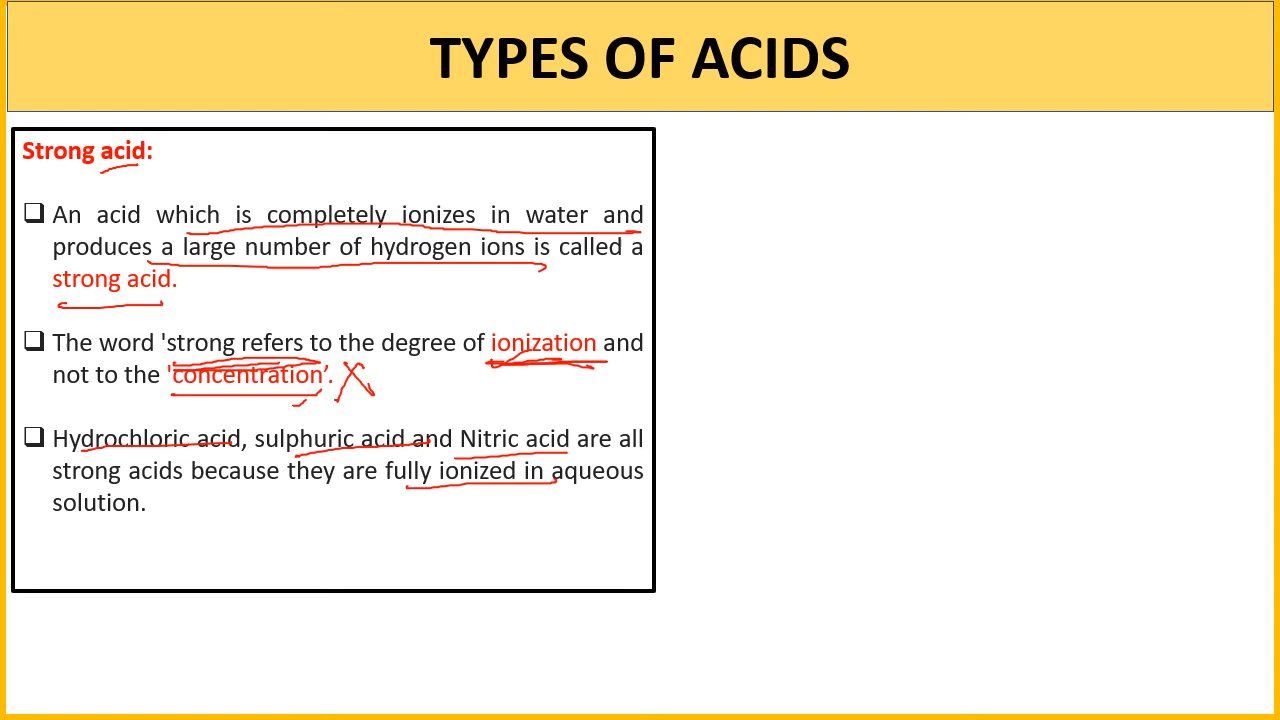 TYPES OF ACIDS
Strong acid:
An acid which is completely ionizes in water and
produces a large number of hydrogen ions is called a
strong acid.
The word 'strong refers to the degree of ionization and
not to the 'concentration’.
Hydrochloric acid, sulphuric acid and Nitric acid are all
strong acids because they are fully ionized in aqueous
solution.